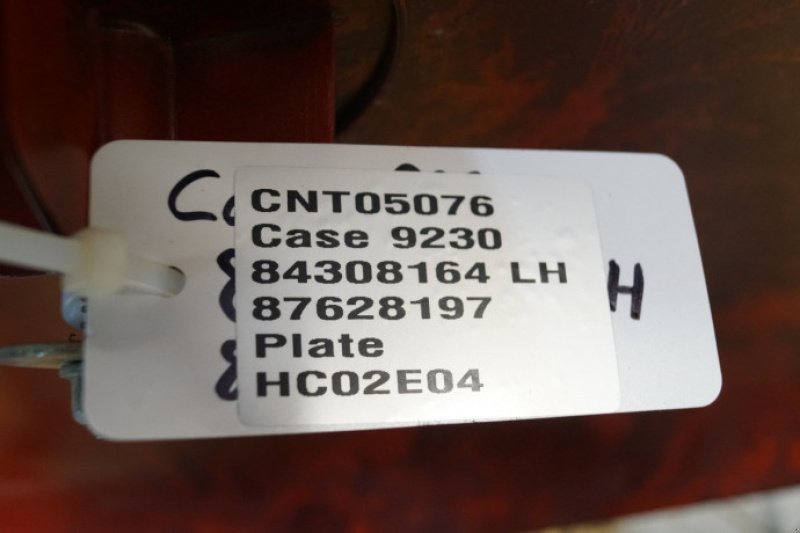 CNT05076
Case 9230
84308164 LH
87628197
Plate
HC02E04
H